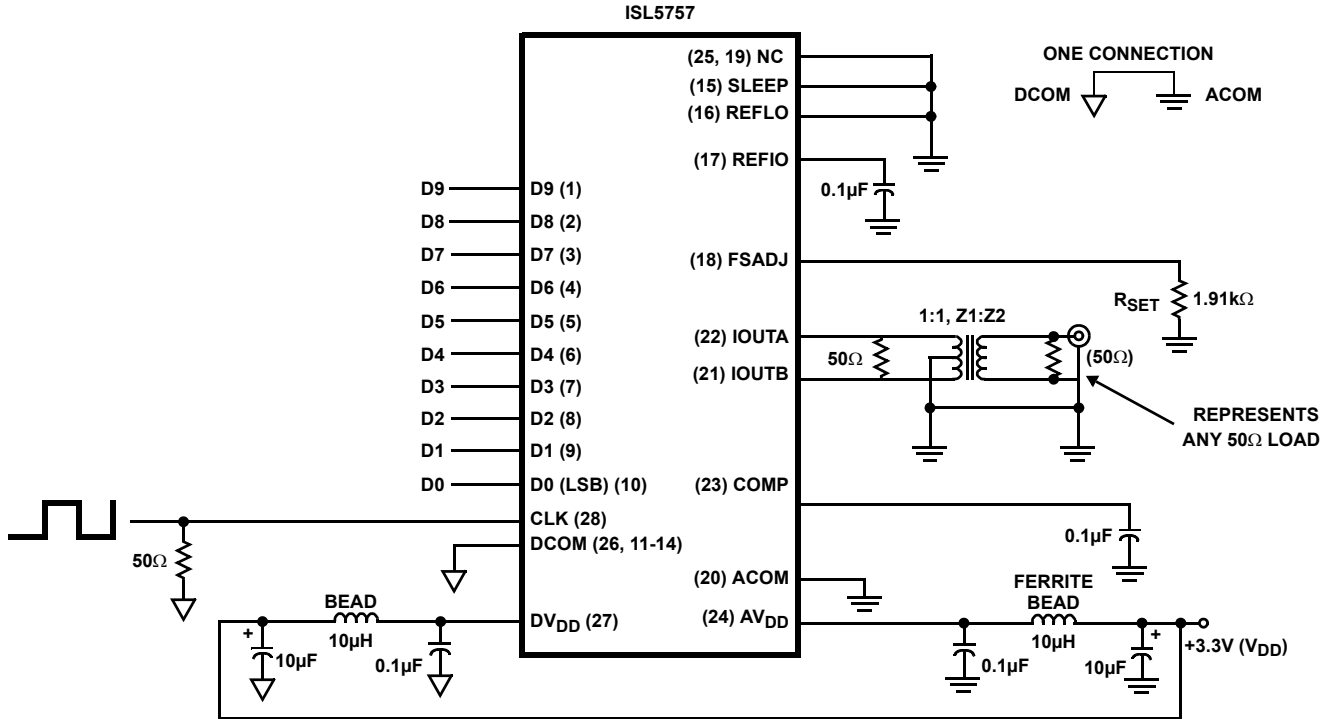 ISL5757
(25, 19) NC
(15) SLEEP
(16) REFLO
(17) REFIO
0.1µF
ONE CONNECTION
DCOM
ACOM
D9
D9 (1)
D8
D8 (2)
D7
D7 (3)
D6
D6 (4)
D5
D5 (5)
D4
D4 (6)
D3
D3 (7)
D2
D2 (8)
D1
D1 (9)
D0
D0 (LSB) (10)
CLK (28)
50Ω
DCOM (26, 11-14)
BEAD
10µH
+
10µF
0.1µF
DVDD (27)
(18) FSADJ
RSET
1.91kΩ
1:1, Z1:Z2
(22) IOUTA
50Ω
(50Ω)
(21) IOUTB
REPRESENTS
ANY 50Ω LOAD
(23) COMP
0.1µF
(20) ACOM
FERRITE
BEAD
(24) AVDD
10µH
+
+3.3V (VDD)
0.1µF
10µF